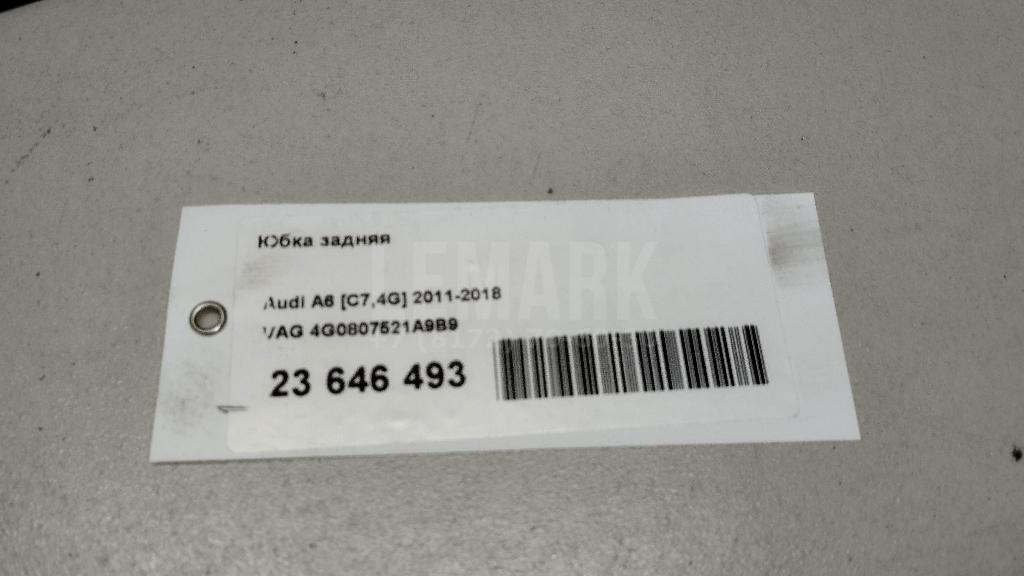 Юбка задняя
LEMARK
Audi A6 [C7,4G] 2011-2018
VAG 4G0807521A9B9
23 646 493